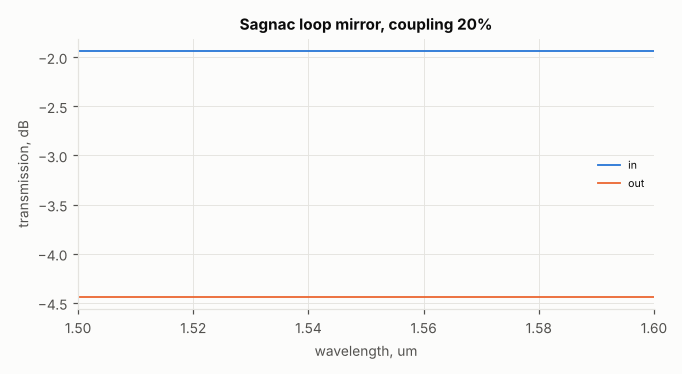 Sagnac loop mirror, coupling 20%
transmission, dB
−2.0
−2.5
−3.0
−3.5
−4.0
−4.5
in
out
1.50 1.52 1.54 1.56 1.58 1.60
wavelength, um